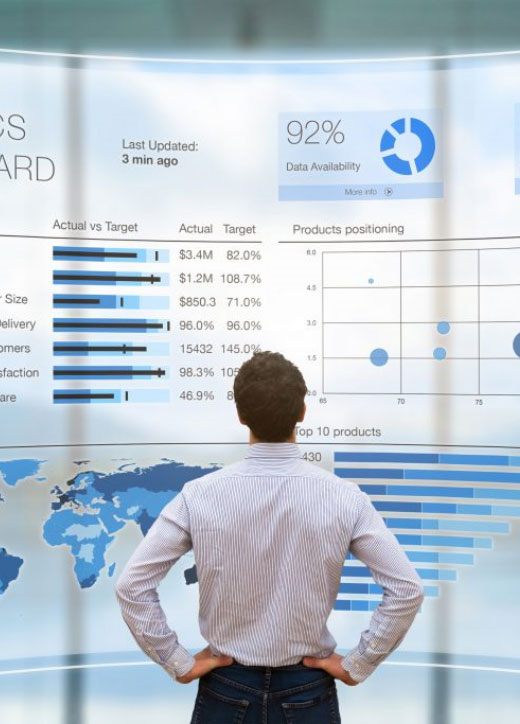 CS
ARD
Last Updated:
3 min ago
92%
Data Availability
More info
Actual vs Target Actual Target
$3.4M 82.0%
$1.2M 108.7%
r Size $850.3 71.0%
Delivery 96.0% 96.0%
omers 15432 145.0%
sfaction 98.3% 105
are 46.9% 8
Products positioning
6.0
4.5
3.0
1.5
0.0
65 70 75
Top 10 products
430